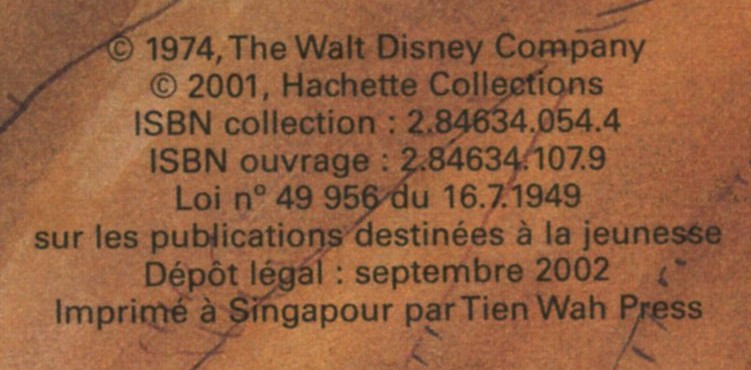 © 1974, The Walt Disney Company
© 2001, Hachette Collections
ISBN collection : 2.84634.054.4
ISBN ouvrage : 2.84634.107.9
Loi n° 49 956 du 16.7.1949
sur les publications destinées à la jeunesse
Dépôt légal : septembre 2002
Imprimé à Singapour par Tien Wah Press